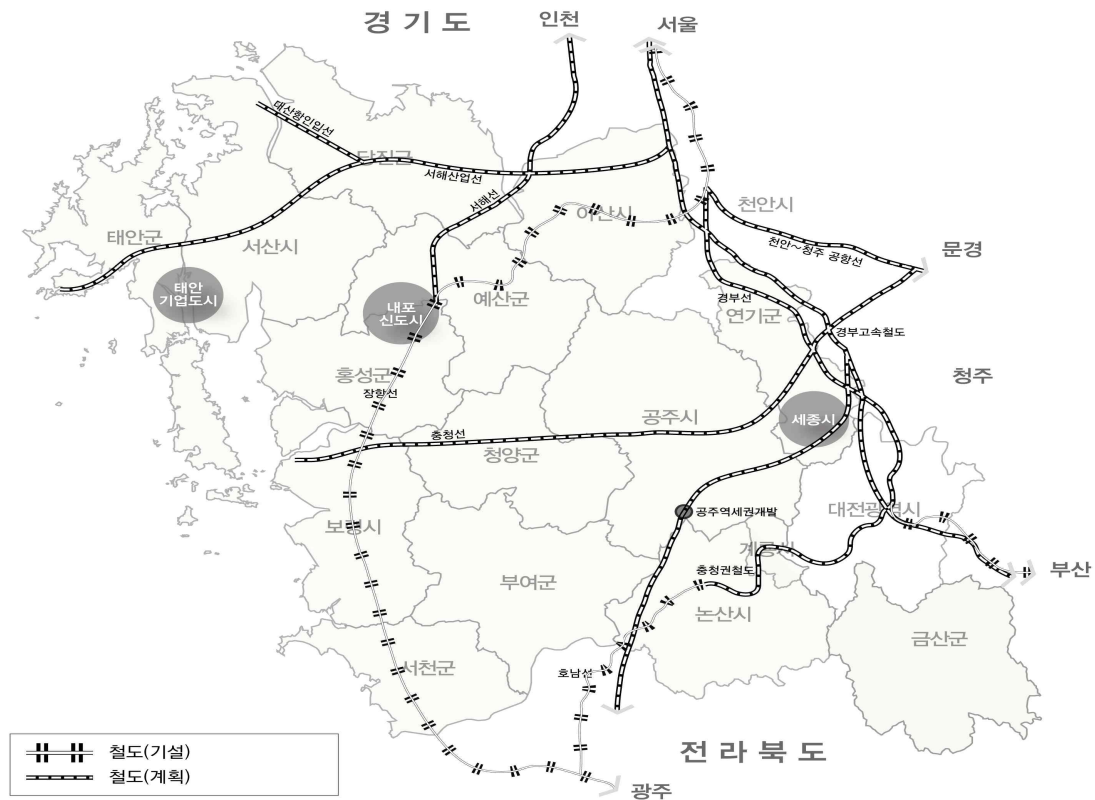 경기도
인천
서울
대산항인입선
당진군
서해산업선
서해선
아산시
천안시
천안~청주 공항선
문경
태안군
서산시
태안
기업도시
내포
신도시
예산군
경부선
연기군
경부고속철도
청주
홍성군
장항선
공주시
세종시
충청선
청양군
공주역세권개발
대전광역시
보령시
계룡시
충청권철도
부산
부여군
논산시
금산군
서천군
호남선
전라북도
광주
철도(기설)
철도(계획)